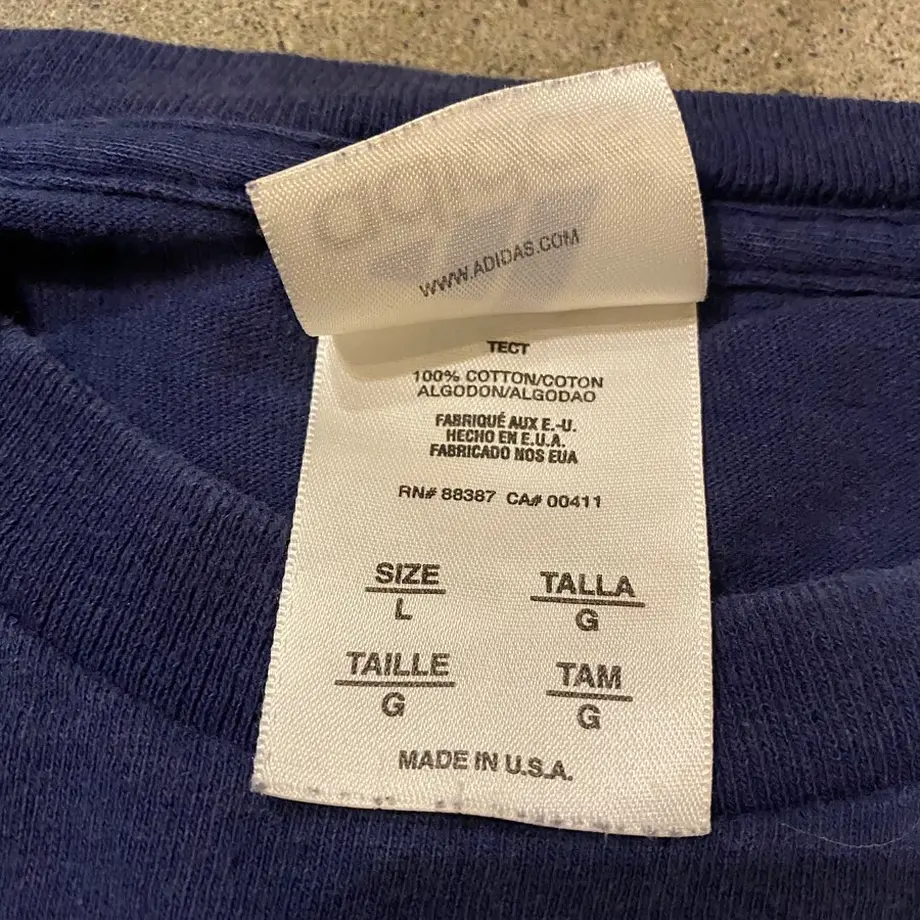 WWW.ADIDAS.COM
TECT
100% COTTON/COTON
ALGODON/ALGODAO
FABRIQUÉ AUX E.-U.
HECHO EN E.U.A.
FABRICADO NOS EUA
RN# 88387 CA# 00411
SIZE
L
TALLA
G
TAILLE
G
TAM
G
MADE IN U.S.A.